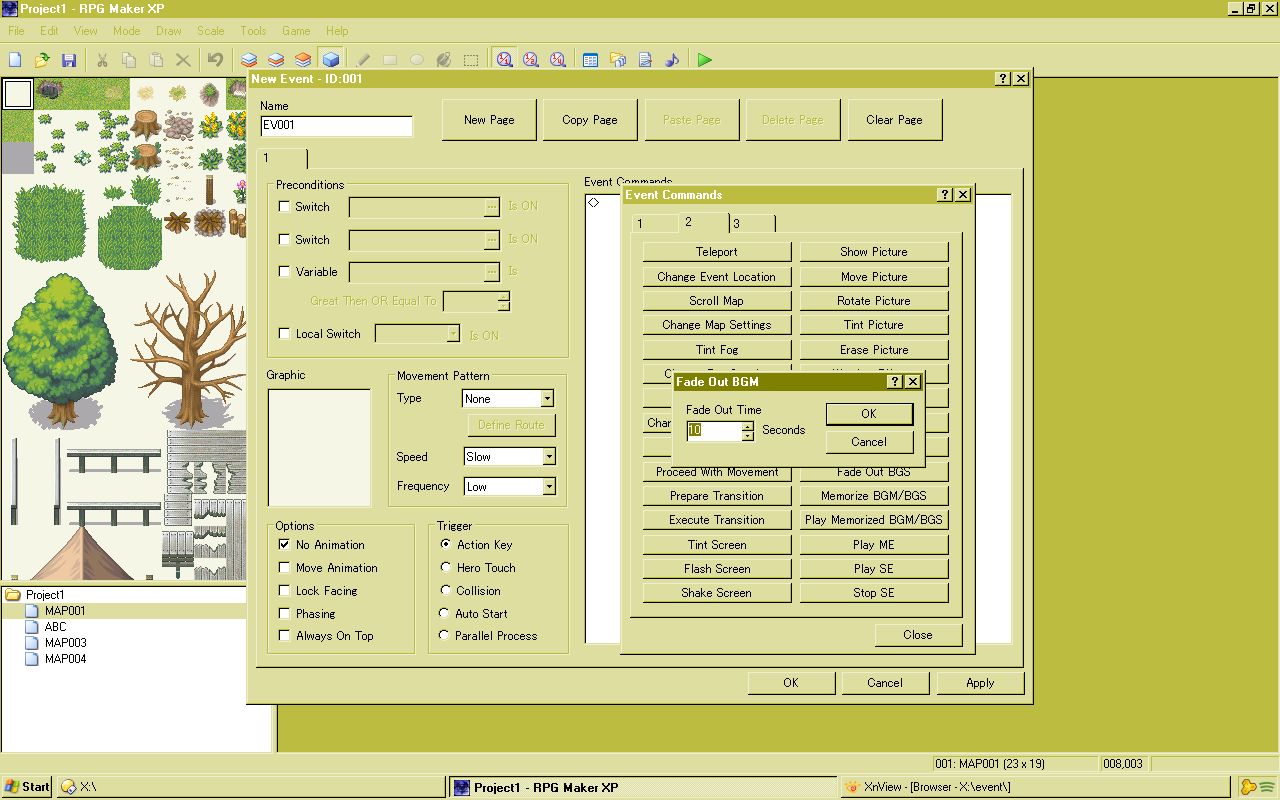 Project1 - RPG Maker XP
File Edit View Mode Draw Scale Tools Game Help
New Event - ID:001
Name
EV001
New Page
Copy Page
Paste Page
Delete Page
Clear Page
1
Preconditions
Switch
Is ON
Switch
Is ON
Variable
Is
Great Then OR Equal To
Local Switch
Is ON
Graphic
Movement Pattern
Type
None
Define Route
Speed
Slow
Frequency
Low
Options
No Animation
Move Animation
Lock Facing
Phasing
Always On Top
Trigger
Action Key
Hero Touch
Collision
Auto Start
Parallel Process
Event Commands
Event Commands
1 2 3
Teleport
Show Picture
Change Event Location
Move Picture
Scroll Map
Rotate Picture
Change Map Settings
Tint Picture
Tint Fog
Erase Picture
Fade Out BGM
Fade Out Time
10
Seconds
OK
Cancel
Proceed With Movement
Fade Out BGS
Prepare Transition
Memorize BGM/BGS
Execute Transition
Play Memorized BGM/BGS
Tint Screen
Play ME
Flash Screen
Play SE
Shake Screen
Stop SE
Close
OK
Cancel
Apply
Project1
MAP001
ABC
MAP003
MAP004
001: MAP001 (23 x 19)
008,003
Start
X:\
Project1 - RPG Maker XP
XnView - [Browser - X:\event\]